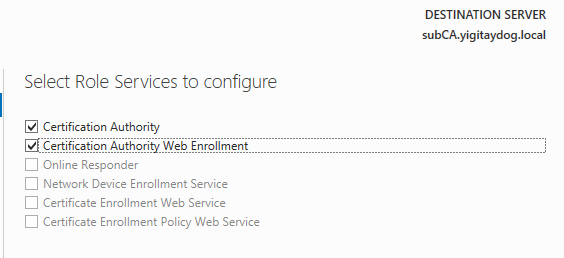 DESTINATION SERVER
subCA.yigitaydog.local
Select Role Services to configure
Certification Authority
Certification Authority Web Enrollment
Online Responder
Network Device Enrollment Service
Certificate Enrollment Web Service
Certificate Enrollment Policy Web Service